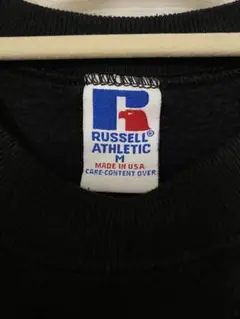 R
RUSSELL®
ATHLETIC
M
MADE IN U.S.A.
CARE-CONTENT OVER